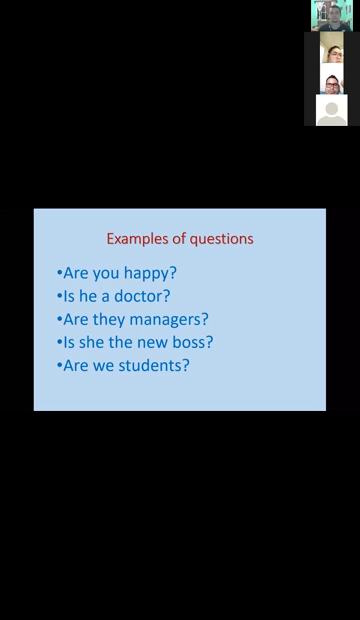 Examples of questions
•Are you happy?
•Is he a doctor?
•Are they managers?
•Is she the new boss?
•Are we students?